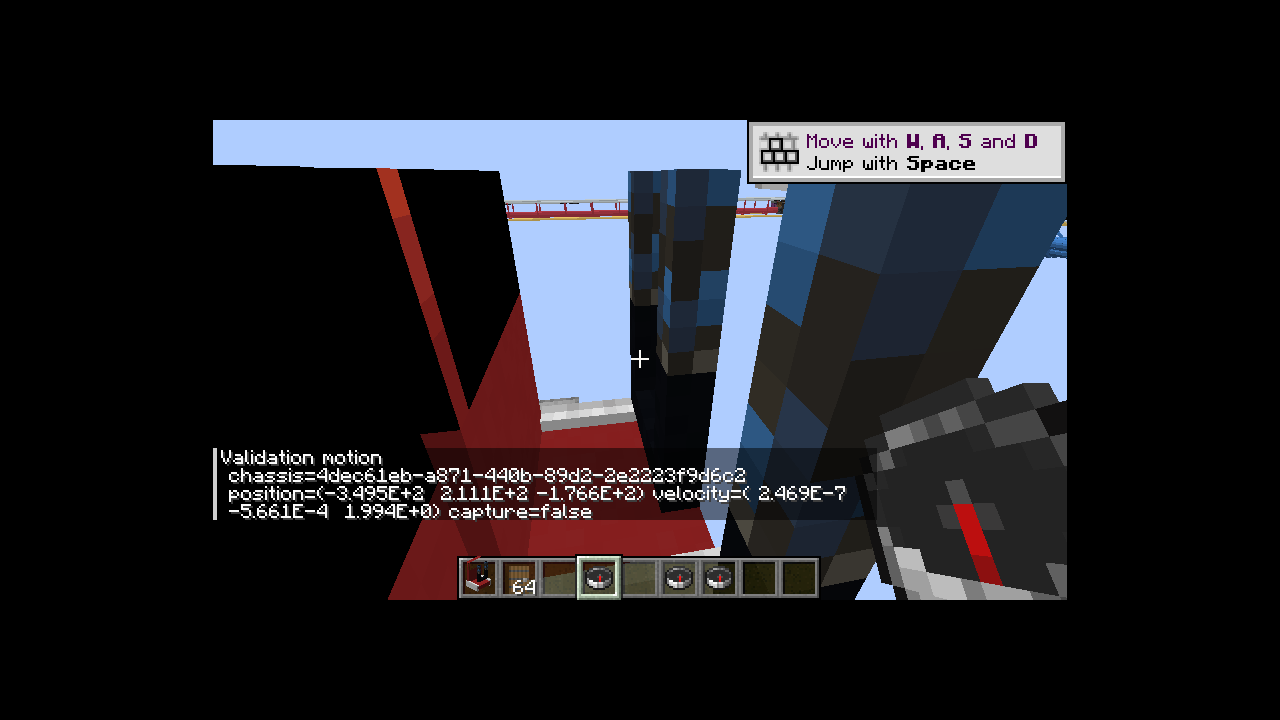 Move with W, A, S and D
Jump with Space
Validation motion
chassis=4dec61eb-a871-440b-89d2-2e2223f9d6c2
position=(-3.495E+2 2.111E+2 -1.766E+2) velocity=( 2.469E-7
-5.661E-4 1.994E+0) capture=false
64